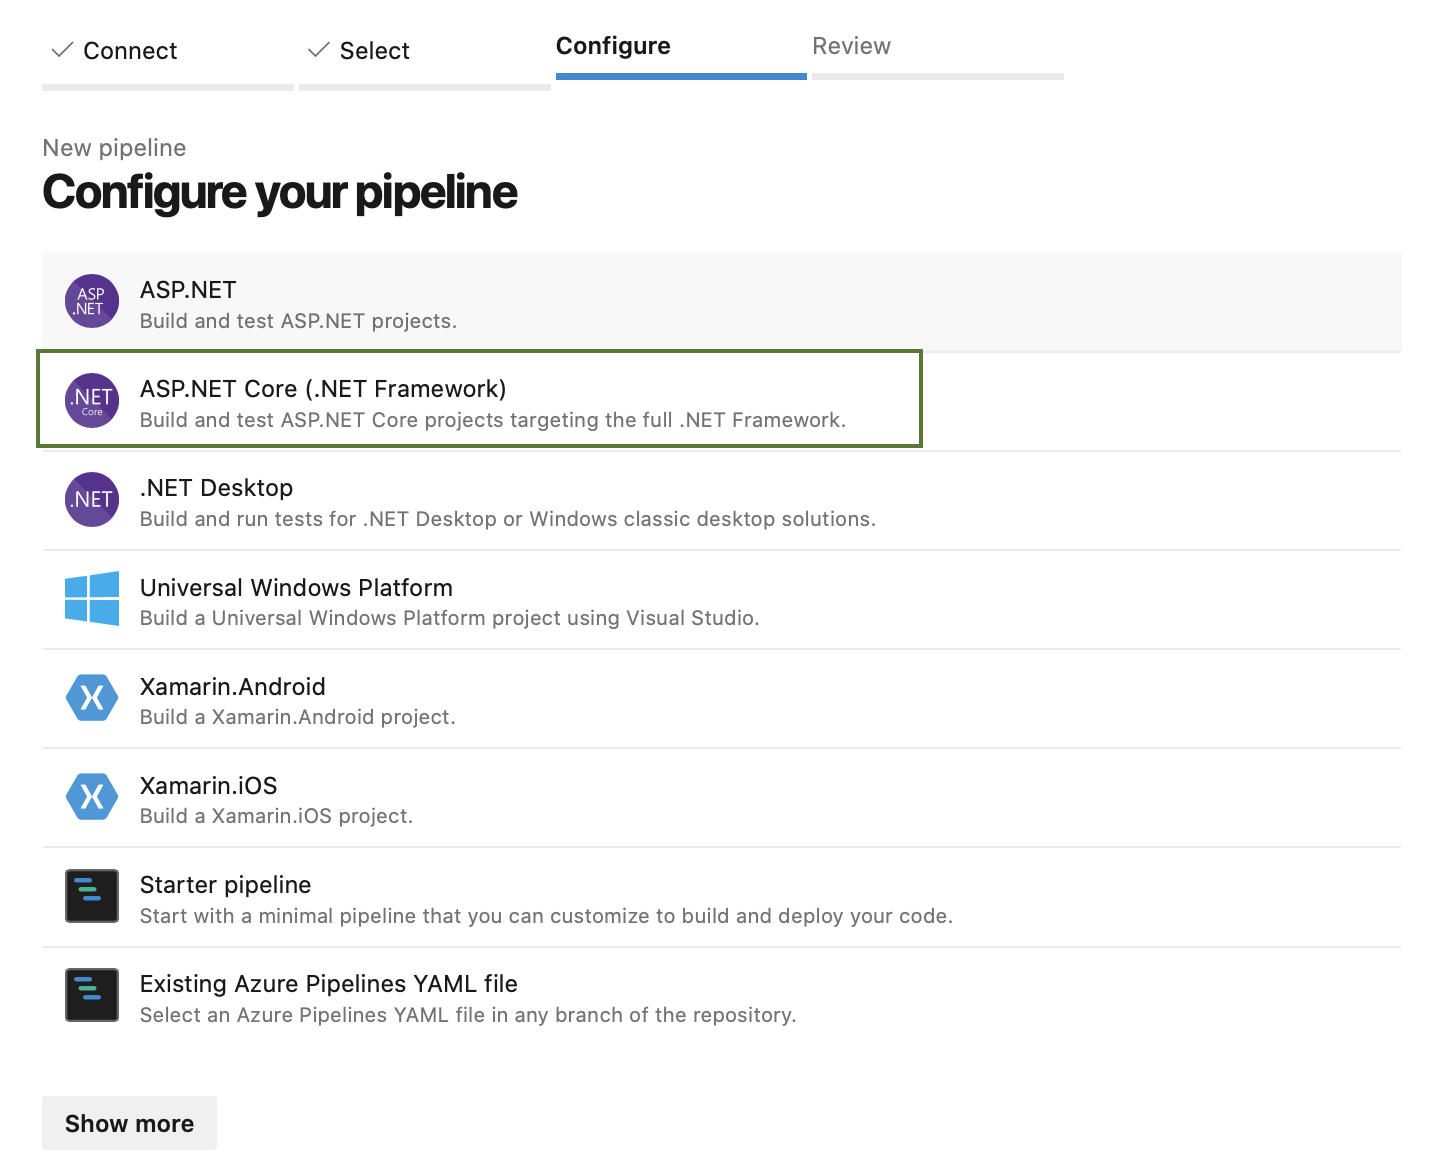 Connect
Select
Configure
Review
New pipeline
Configure your pipeline
ASP
.NET
ASP.NET
Build and test ASP.NET projects.
.NET
Core
ASP.NET Core (.NET Framework)
Build and test ASP.NET Core projects targeting the full .NET Framework.
.NET
.NET Desktop
Build and run tests for .NET Desktop or Windows classic desktop solutions.
Universal Windows Platform
Build a Universal Windows Platform project using Visual Studio.
Xamarin.Android
Build a Xamarin.Android project.
Xamarin.iOS
Build a Xamarin.iOS project.
Starter pipeline
Start with a minimal pipeline that you can customize to build and deploy your code.
Existing Azure Pipelines YAML file
Select an Azure Pipelines YAML file in any branch of the repository.
Show more